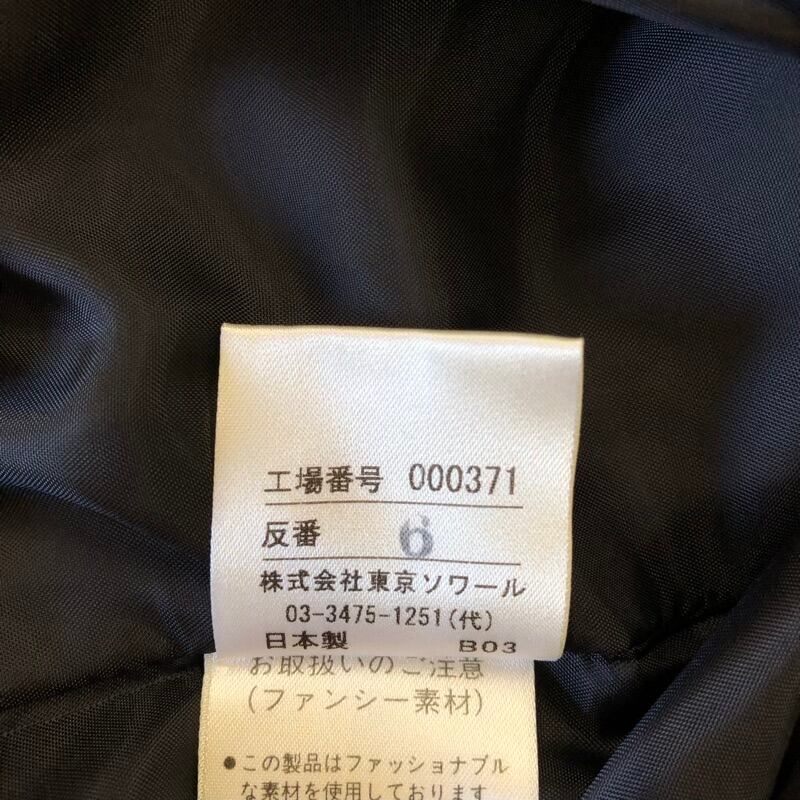 工場番号 000371
反番 6
株式会社東京ソワール
03-3475-1251(代)
日本製 B03
お取扱いのご注意
(ファンシー素材)
●この製品はファッショナブル
な素材を使用しております